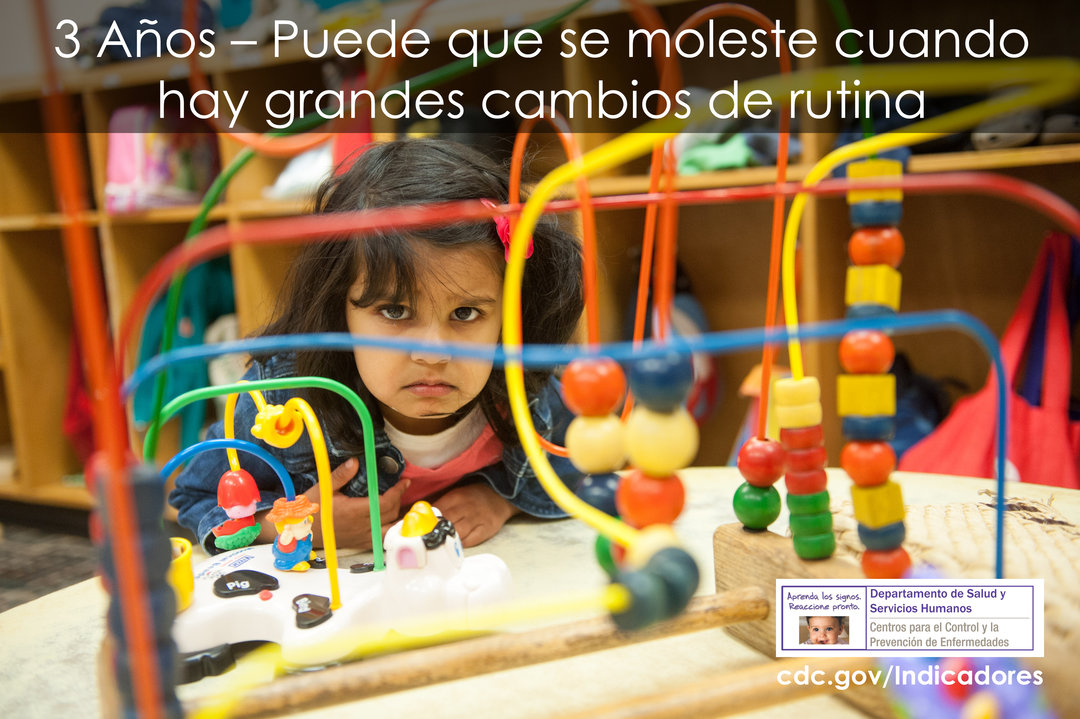 3 Años – Puede que se moleste cuando
hay grandes cambios de rutina
Pig
Aprenda los signos.
Reaccione pronto.
Departamento de Salud y
Servicios Humanos
Centros para el Control y la
Prevención de Enfermedades
cdc.gov/Indicadores